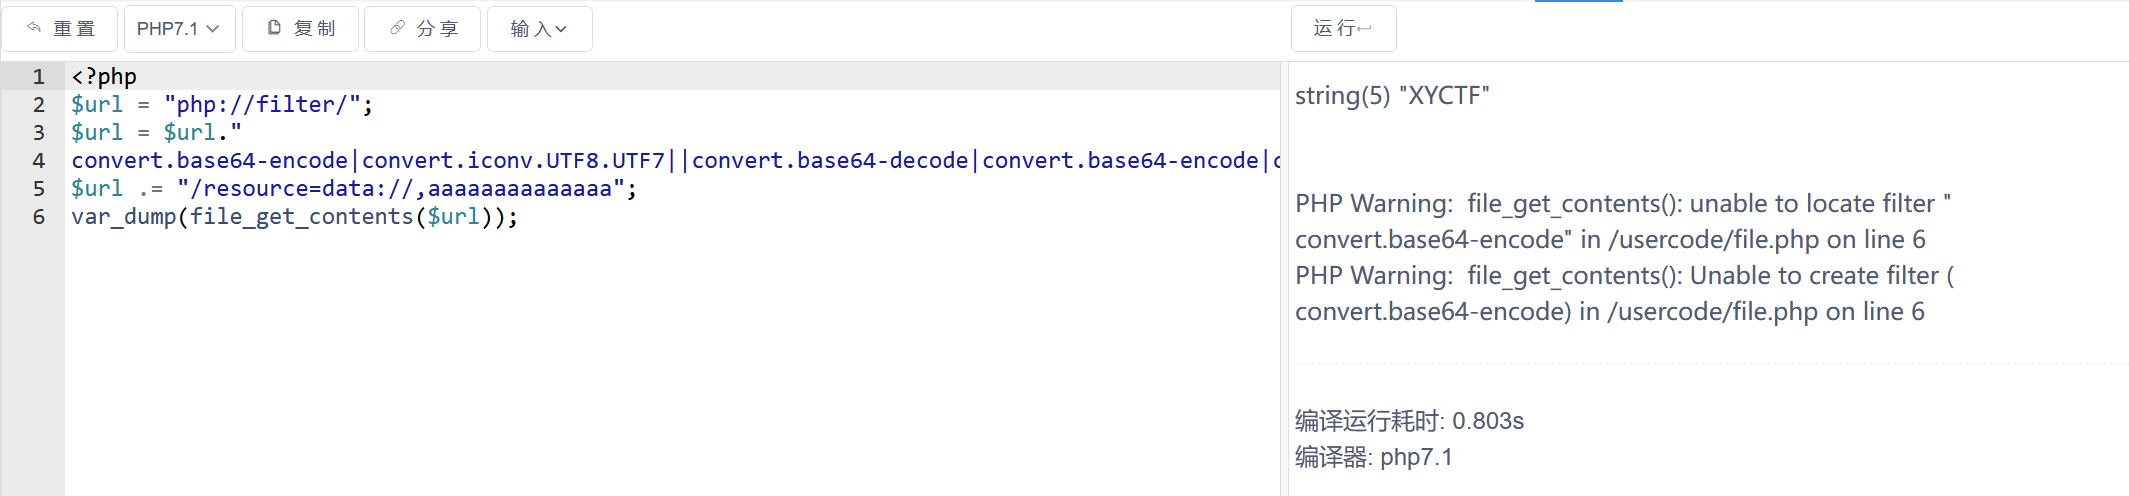 重置 PHP7.1 复制 分享 输入 运行
1 <?php
2 $url = "php://filter/";
3 $url = $url."
4 convert.base64-encode|convert.iconv.UTF8.UTF7||convert.base64-decode|convert.base64-encode|c
5 $url .= "/resource=data://,aaaaaaaaaaaaaa";
6 var_dump(file_get_contents($url));
string(5) "XYCTF"
PHP Warning:  file_get_contents(): unable to locate filter "
convert.base64-encode" in /usercode/file.php on line 6
PHP Warning:  file_get_contents(): Unable to create filter (
convert.base64-encode) in /usercode/file.php on line 6
编译运行耗时: 0.803s
编译器: php7.1